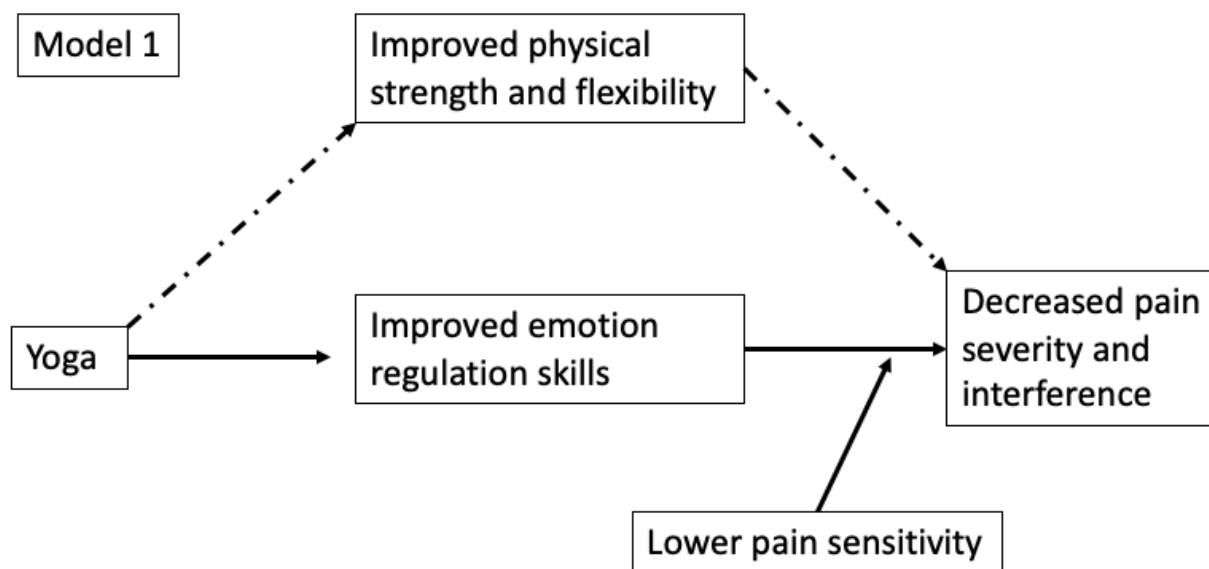 Model 1
Improved physical
strength and flexibility
Yoga
Improved emotion
regulation skills
Decreased pain
severity and
interference
Lower pain sensitivity